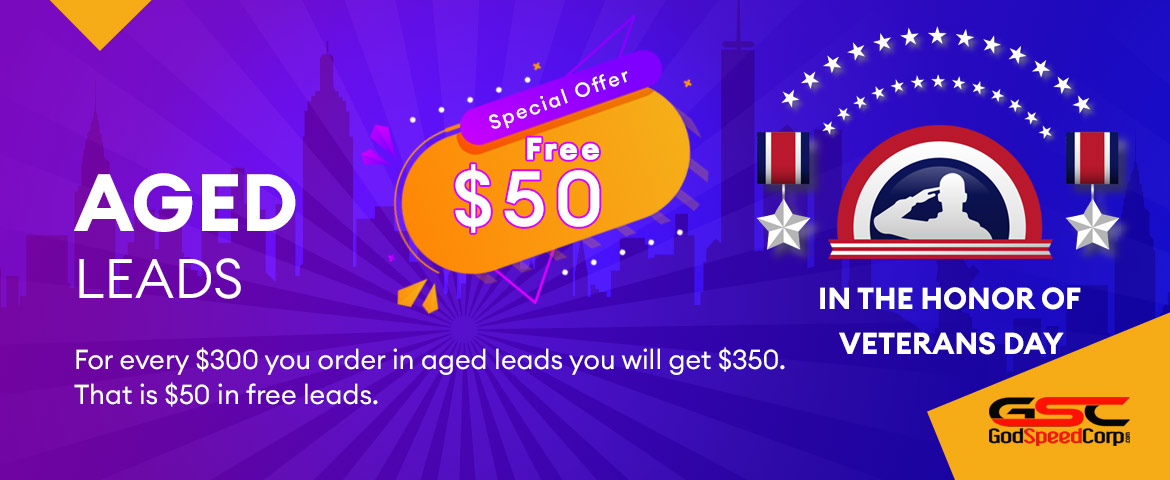 AGED
LEADS
For every $300 you order in aged leads you will get $350.
That is $50 in free leads.
Special Offer
Free
$50
IN THE HONOR OF
VETERANS DAY
GSC
GodSpeedCorp.com